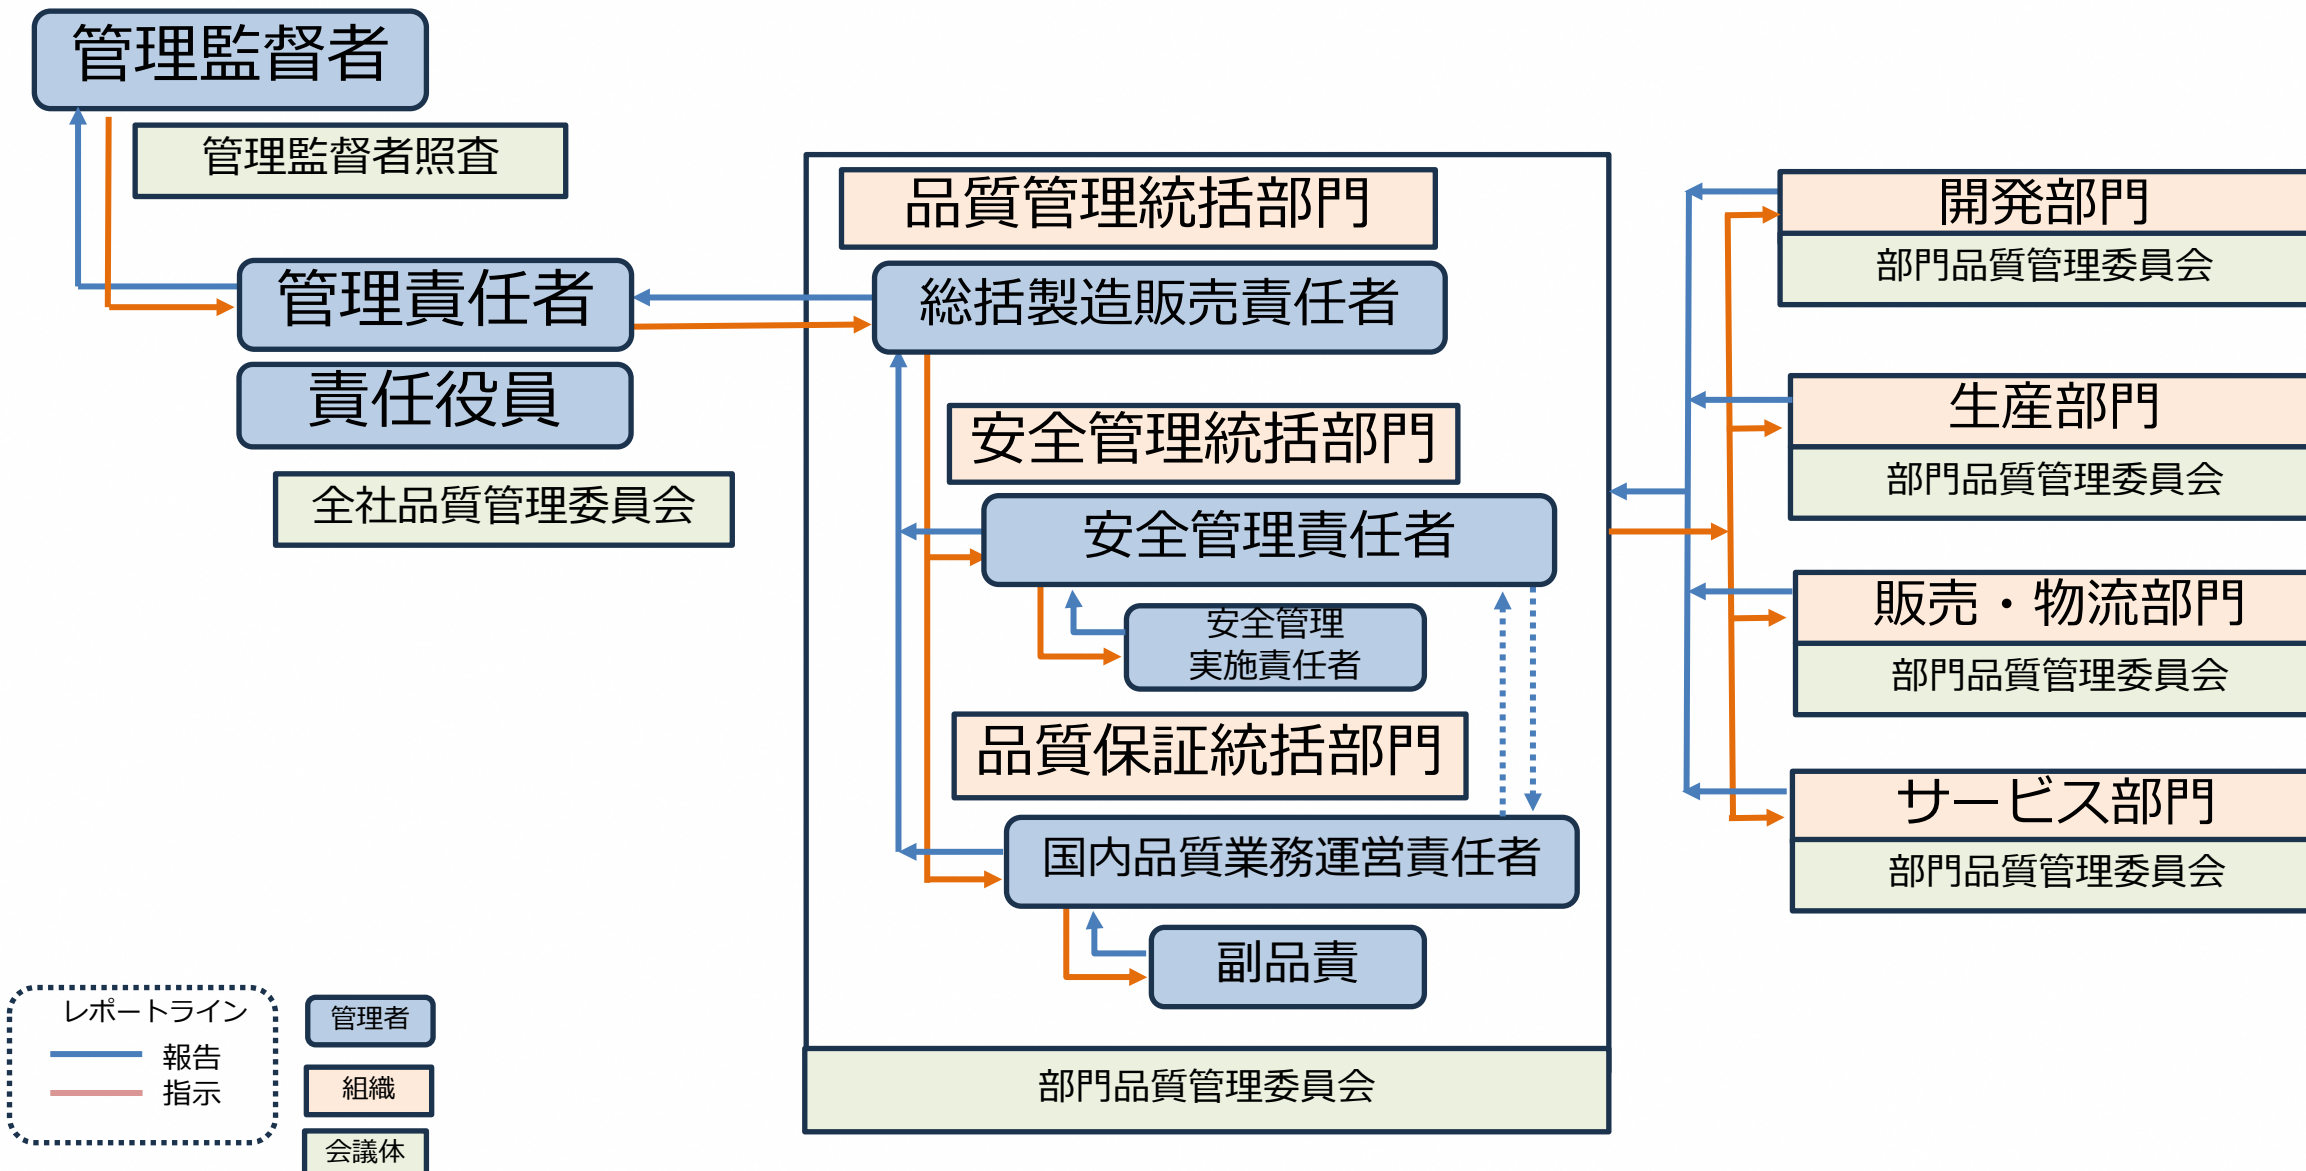 管理監督者
管理監督者照査
管理責任者
責任役員
全社品質管理委員会
品質管理統括部門
総括製造販売責任者
安全管理統括部門
安全管理責任者
安全管理
実施責任者
品質保証統括部門
国内品質業務運営責任者
副品責
部門品質管理委員会
開発部門
部門品質管理委員会
生産部門
部門品質管理委員会
販売・物流部門
部門品質管理委員会
サービス部門
部門品質管理委員会
レポートライン
報告
指示
管理者
組織
会議体